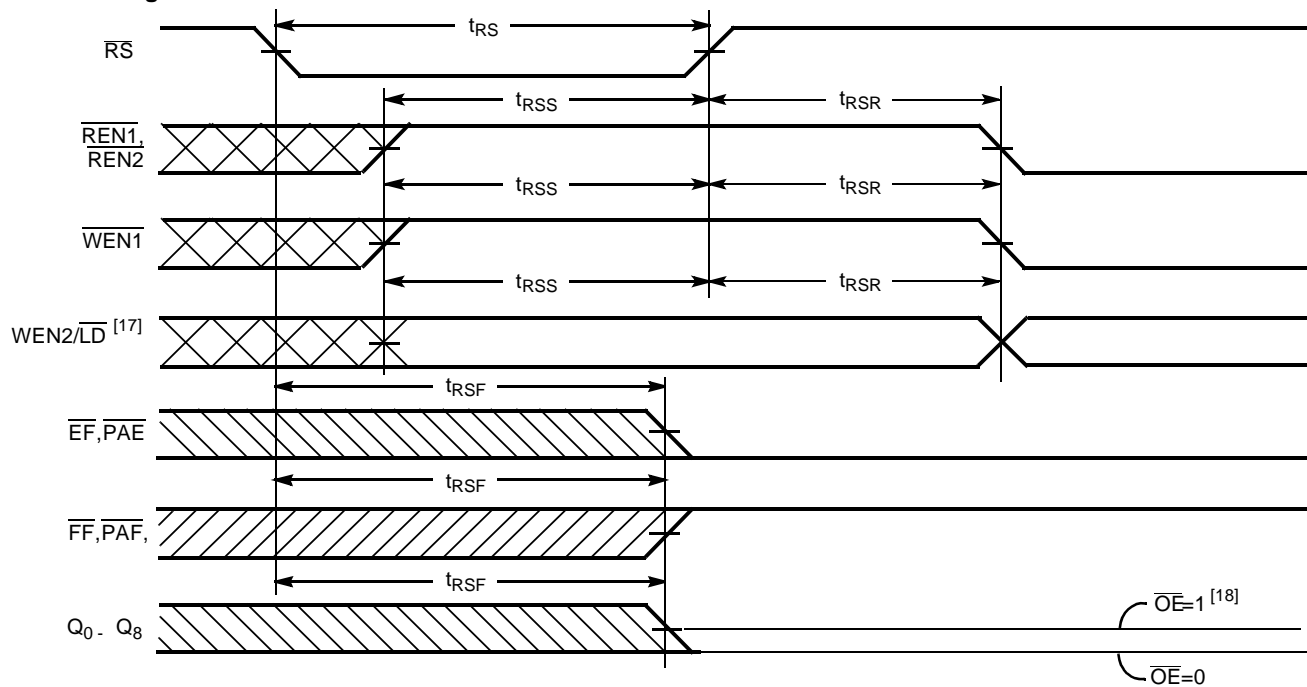 tRS
RS
tRSS
tRSR
REN1,
REN2
tRSS
tRSR
WEN1
tRSS
tRSR
WEN2/LD [17]
tRSF
EF,PAE
tRSF
FF,PAF,
tRSF
OE=1 [18]
Q0 - Q8
OE=0